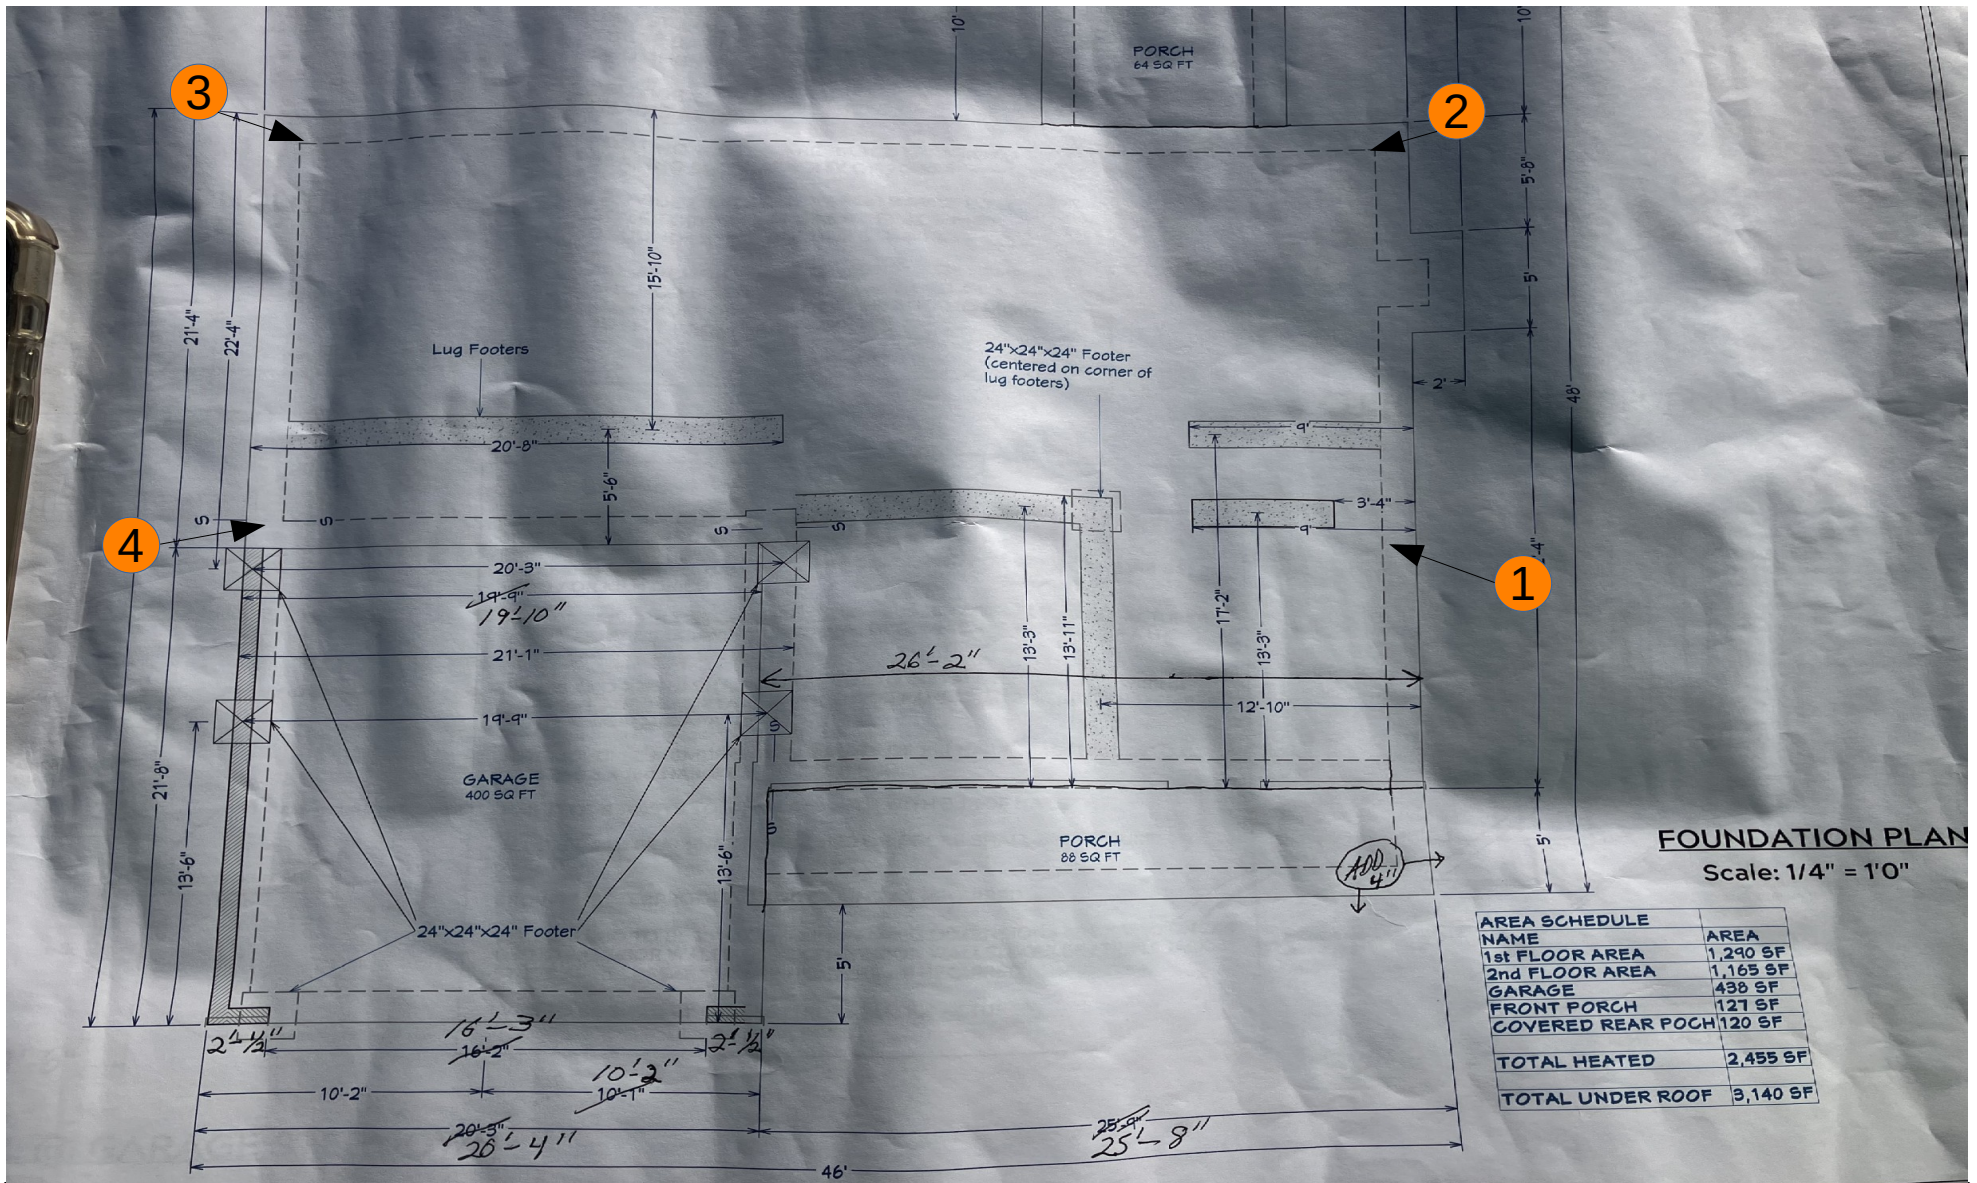 10'
PORCH
64 SQ FT
10'
3
2
5'-8"
15'-10"
5'
21'-4"
22'-4"
Lug Footers
24"x24"x24" Footer
(centered on corner of
lug footers)
2'
48'
9'
20'-8"
5'-6"
3'-4"
S
S
S
S
9'
4
1
20'-3"
19'-9"
19'-10"
13'-3"
13'-11"
17'-2"
13'-3"
21'-1"
26'-2"
12'-10"
19'-9"
S
21'-8"
GARAGE
400 SQ FT
13'-6"
13'-6"
S
PORCH
88 SQ FT
5'
ADD
4"
FOUNDATION PLAN
Scale: 1/4" = 1'0"
24"x24"x24" Footer
5'
AREA SCHEDULE
NAME AREA
1st FLOOR AREA 1,290 SF
2nd FLOOR AREA 1,165 SF
GARAGE 438 SF
FRONT PORCH 127 SF
COVERED REAR POCH 120 SF
TOTAL HEATED 2,455 SF
TOTAL UNDER ROOF 3,140 SF
16'-3"
2'-1/2"
16'-2"
2'-1/2"
10'-2"
10'-2"
10'-1"
20'-3"
20'-4"
25'-9"
25'-8"
46'